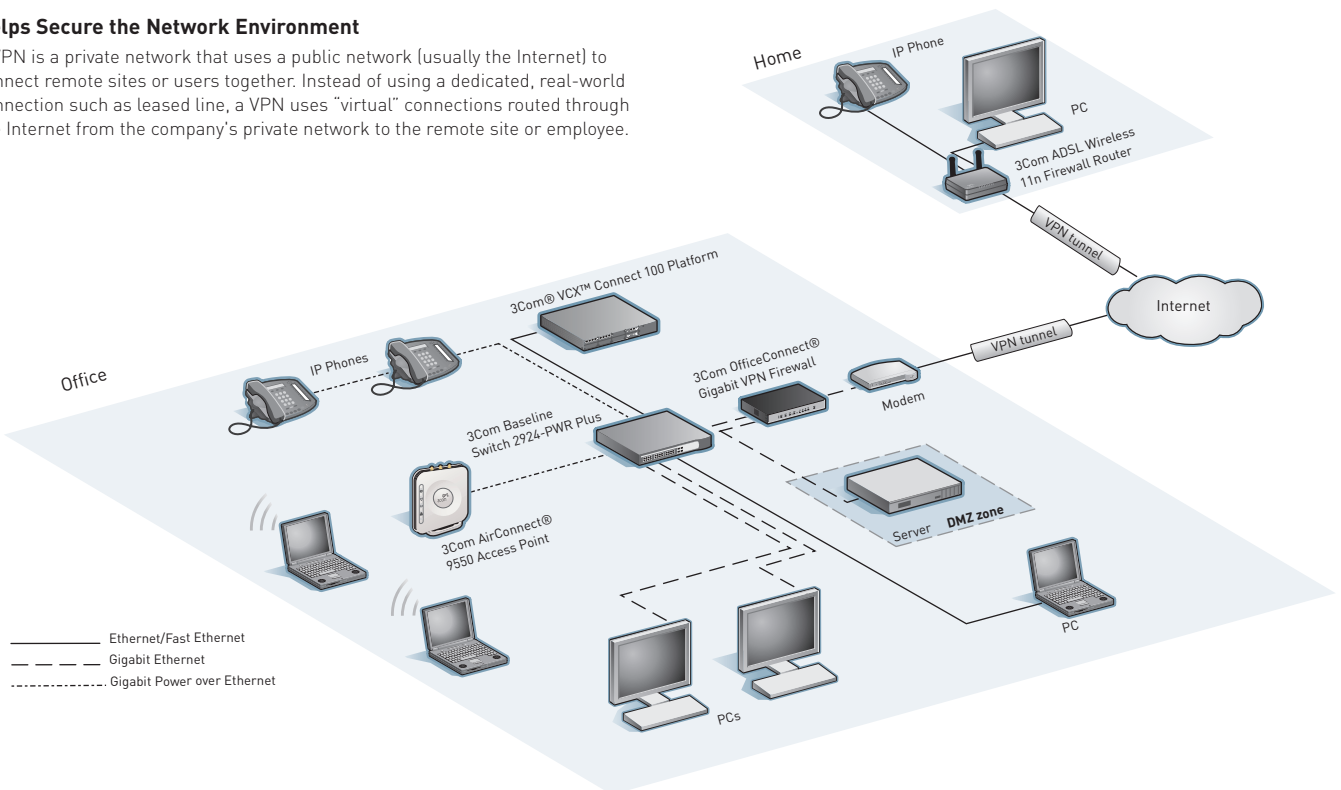 lps Secure the Network Environment
PN is a private network that uses a public network (usually the Internet) to
nnect remote sites or users together. Instead of using a dedicated, real-world
nnection such as leased line, a VPN uses "virtual" connections routed through
Internet from the company's private network to the remote site or employee.
Home
IP Phone
PC
3Com ADSL Wireless
11n Firewall Router
VPN tunnel
Internet
VPN tunnel
3Com® VCX™ Connect 100 Platform
Office
IP Phones
3Com OfficeConnect®
Gigabit VPN Firewall
Modem
3Com Baseline
Switch 2924-PWR Plus
Server
DMZ zone
3Com AirConnect®
9550 Access Point
PC
PCs
Ethernet/Fast Ethernet
Gigabit Ethernet
Gigabit Power over Ethernet